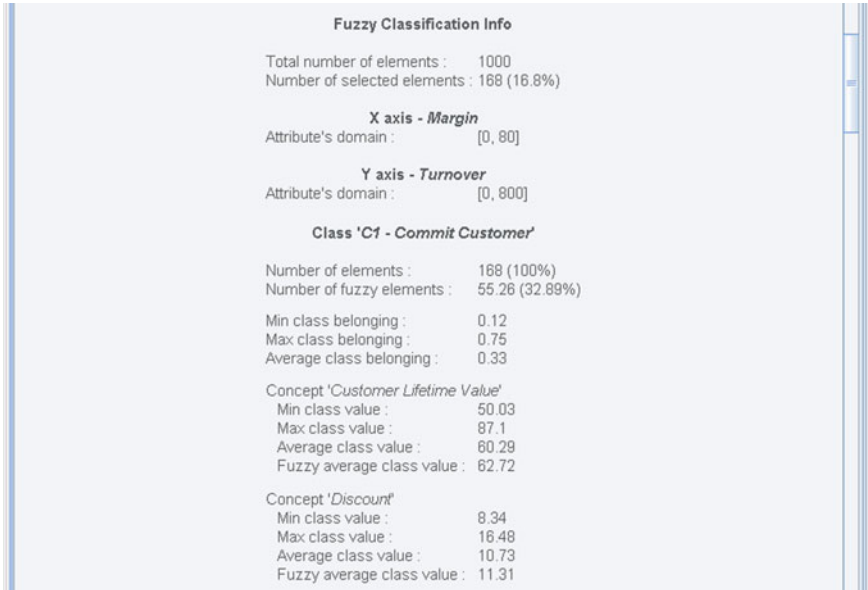 Fuzzy Classification Info
Total number of elements : 1000
Number of selected elements : 168 (16.8%)
X axis - Margin
Attribute's domain : [0, 80]
Y axis - Turnover
Attribute's domain : [0, 800]
Class 'C1 - Commit Customer'
Number of elements : 168 (100%)
Number of fuzzy elements : 55.26 (32.89%)
Min class belonging : 0.12
Max class belonging : 0.75
Average class belonging : 0.33
Concept 'Customer Lifetime Value'
Min class value : 50.03
Max class value : 87.1
Average class value : 60.29
Fuzzy average class value : 62.72
Concept 'Discount'
Min class value : 8.34
Max class value : 16.48
Average class value : 10.73
Fuzzy average class value : 11.31